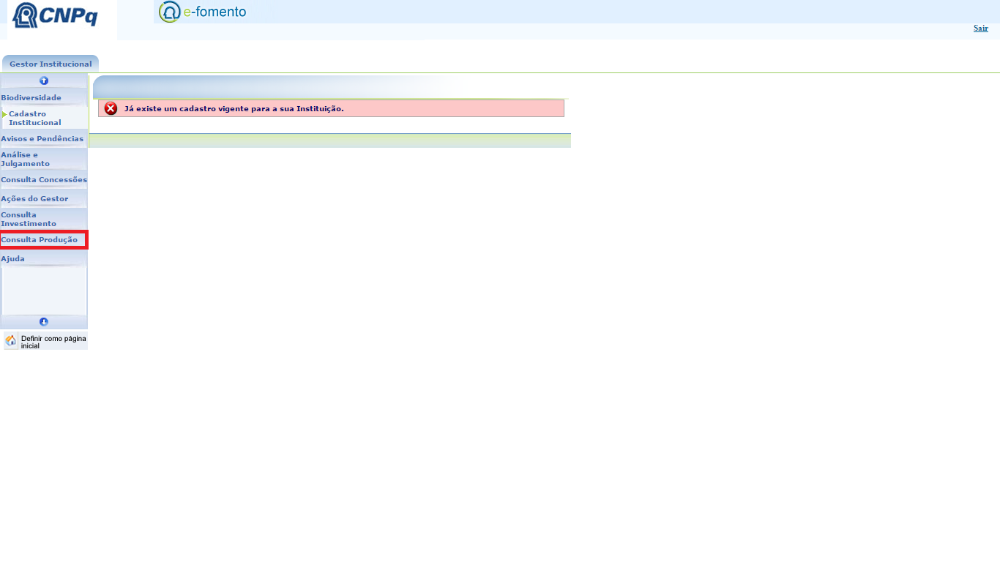 CNPq
e-fomento
Sair
Gestor Institucional
Biodiversidade
Cadastro
Institucional
Avisos e Pendências
Análise e
Julgamento
Consulta Concessões
Ações do Gestor
Consulta
Investimento
Consulta Produção
Ajuda
Definir como página
inicial
Já existe um cadastro vigente para a sua Instituição.